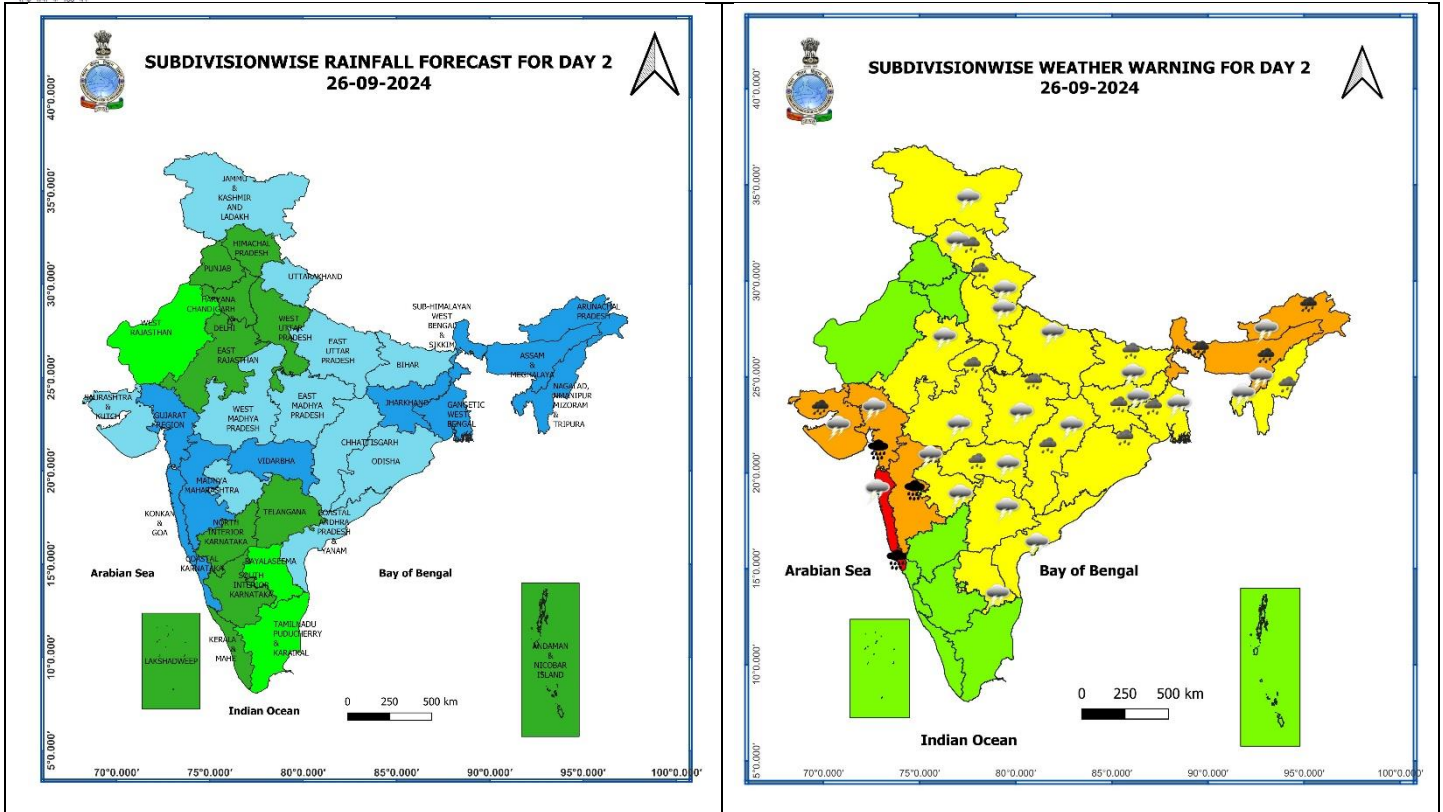 SUBDIVISIONWISE RAINFALL FORECAST FOR DAY 2
26-09-2024
40°0.000'
35°0.000'
30°0.000'
25°0.000'
20°0.000'
15°0.000'
10°0.000'
5°0.000'
JAMMU
&
KASHMIR
AND
LADAKH
HIMACHAL
PRADESH
PUNJAB
UTTARAKHAND
HARYANA
CHANDIGARH
&
DELHI
WEST
RAJASTHAN
WEST
UTTAR
PRADESH
SUB-HIMALAYAN
WEST
BENGAL
&
SIKKIM
ARUNACHAL
PRADESH
EAST
RAJASTHAN
EAST
UTTAR
PRADESH
BIHAR
ASSAM
&
MEGHALAYA
NAGALAD,
MANIPUR
MIZORAM
&
TRIPURA
SAURASHTRA
&
KUTCH
GUJARAT
REGION
WEST
MADHYA
PRADESH
EAST
MADHYA
PRADESH
JHARKHAND
GANGETIC
WEST
BENGAL
CHHATTISGARH
ODISHA
VIDARBHA
MADHYA
MAHARASHTRA
KONKAN
&
GOA
TELANGANA
COASTAL
ANDHRA
PRADESH
&
YANAM
NORTH
INTERIOR
KARNATAKA
COASTAL
KARNATAKA
RAYALASEEMA
SOUTH
INTERIOR
KARNATAKA
Arabian Sea
Bay of Bengal
TAMILNADU
PUDUCHERRY
&
KARAIKAL
KERALA
&
MAHE
LAKSHADWEEP
ANDAMAN
&
NICOBAR
ISLAND
0 250 500 km
Indian Ocean
70°0.000' 75°0.000' 80°0.000' 85°0.000' 90°0.000' 95°0.000' 100°0.000'
SUBDIVISIONWISE WEATHER WARNING FOR DAY 2
26-09-2024
40°0.000'
35°0.000'
30°0.000'
25°0.000'
20°0.000'
15°0.000'
10°0.000'
5°0.000'
Arabian Sea
Bay of Bengal
0 250 500 km
Indian Ocean
70°0.000' 75°0.000' 80°0.000' 85°0.000' 90°0.000' 95°0.000' 100°0.000'